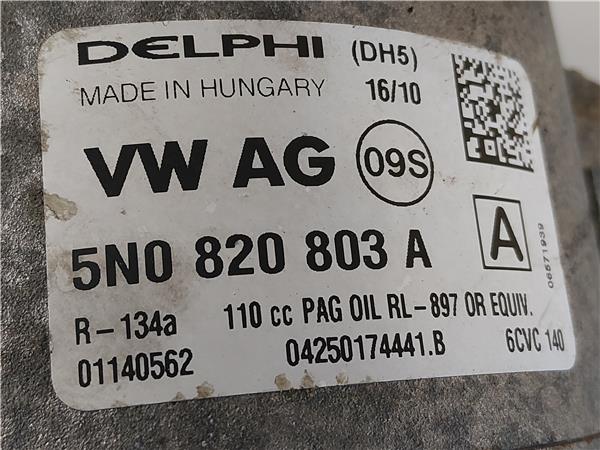 DELPHI (DH5)
MADE IN HUNGARY 16/10
VW AG 09S
5N0 820 803 A A
06571939
R-134a 110 cc PAG OIL RL-897 OR EQUIV.
01140562 04250174441.B 6CVC 140